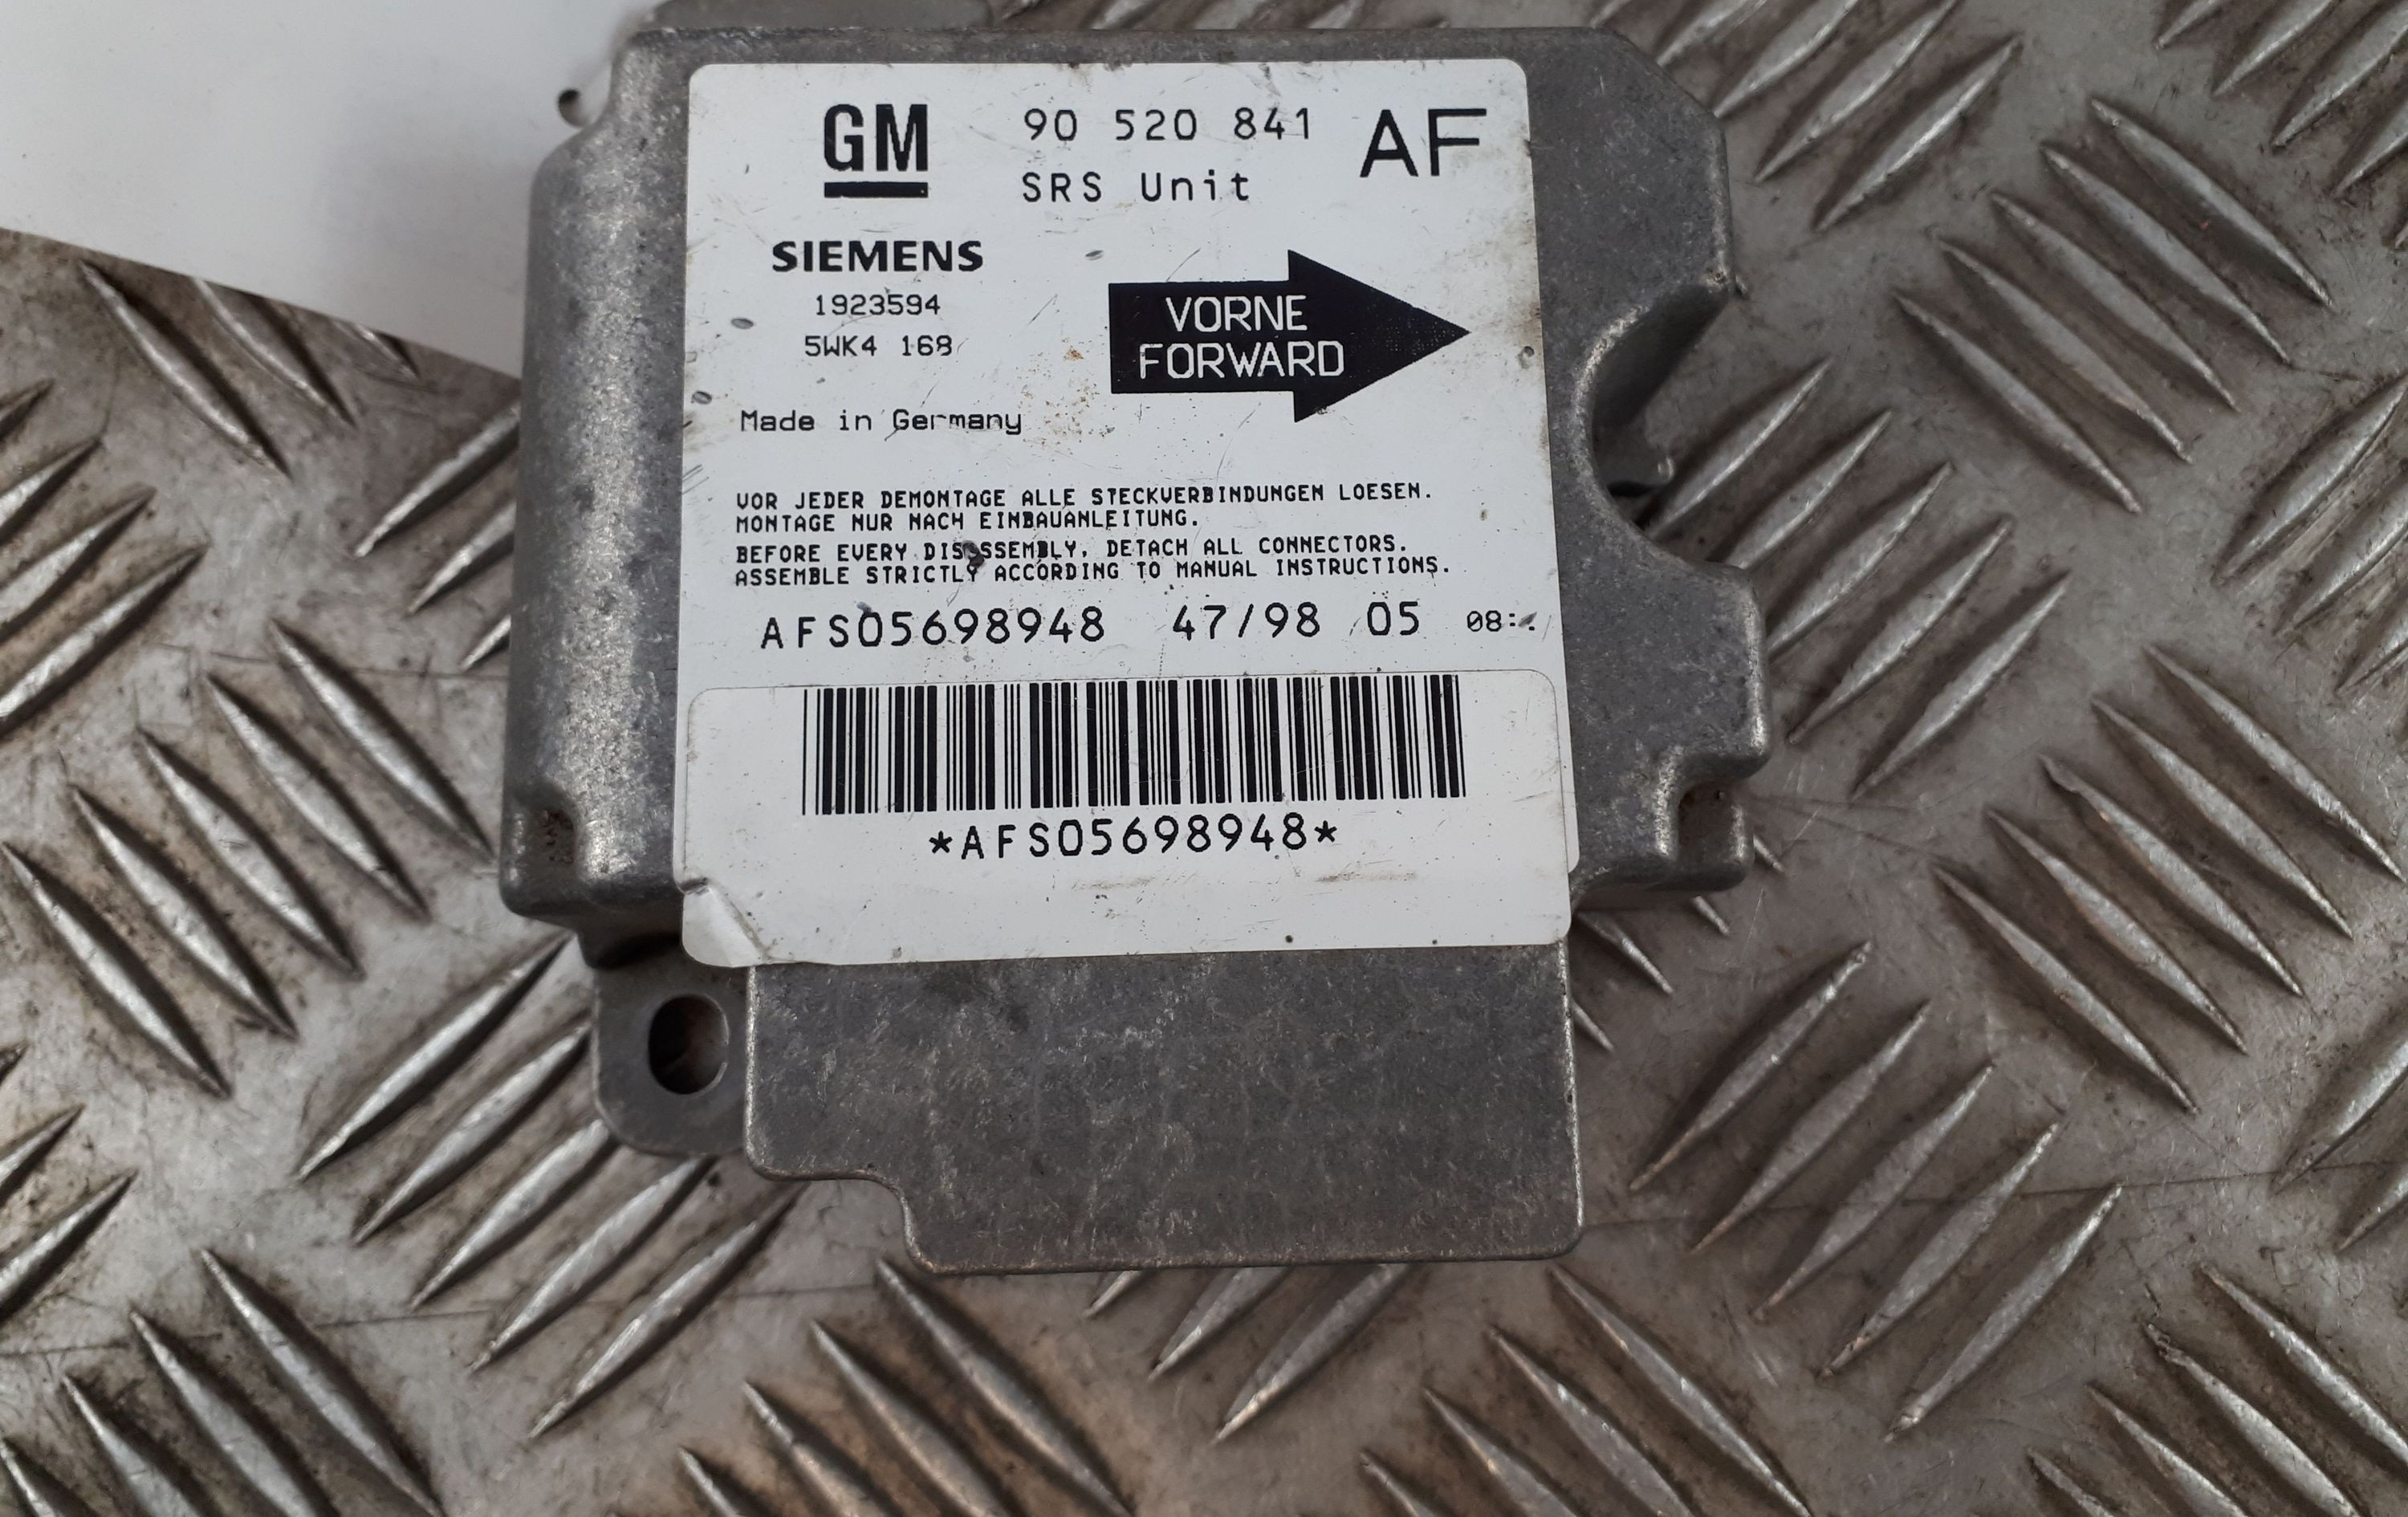 GM 90 520 841 AF
SRS Unit
SIEMENS
1923594
5WK4 168
VORNE
FORWARD
Made in Germany
VOR JEDER DEMONTAGE ALLE STECKVERBINDUNGEN LOESEN.
MONTAGE NUR NACH EINBAUANLEITUNG.
BEFORE EVERY DISASSEMBLY, DETACH ALL CONNECTORS.
ASSEMBLE STRICTLY ACCORDING TO MANUAL INSTRUCTIONS.
AFS05698948 47/98 05
*AFS05698948*